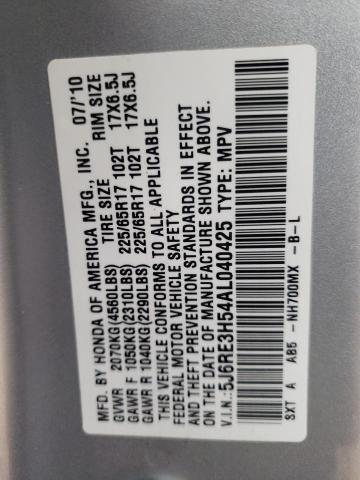 MFD. BY HONDA OF AMERICA MFG., INC. 07/'10
TIRE SIZE RIM SIZE
GVWR 2070KG(4560LBS)
GAWR F 1050KG(2310LBS) 225/65R17 102T 17X6.5J
GAWR R 1040KG(2290LBS) 225/65R17 102T 17X6.5J
THIS VEHICLE CONFORMS TO ALL APPLICABLE
FEDERAL MOTOR VEHICLE SAFETY
AND THEFT PREVENTION STANDARDS IN EFFECT
ON THE DATE OF MANUFACTURE SHOWN ABOVE.
V.I.N.:5J6RE3H54AL040425 TYPE: MPV
SXT A AB5 -NH700MX -B-L